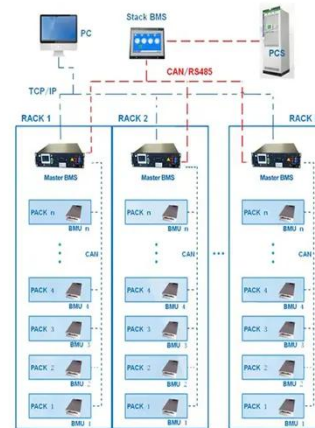 Stack BMS
PC
PCS
CAN/RS485
TCP/IP
RACK 1
RACK 2
RACK
Master BMS
Master BMS
Master BMS
PACK n
BMU n
PACK n
BMU n
PACK n
BMU n
CAN
CAN
CAN
PACK 4
BMU 4
PACK 4
BMU 4
PACK 4
BMU 4
PACK 3
BMU 3
PACK 3
BMU 3
PACK 3
BMU 3
PACK 2
BMU 2
PACK 2
BMU 2
PACK 2
BMU 2
PACK 1
BMU 1
PACK 1
BMU 1
PACK 1
BMU 1